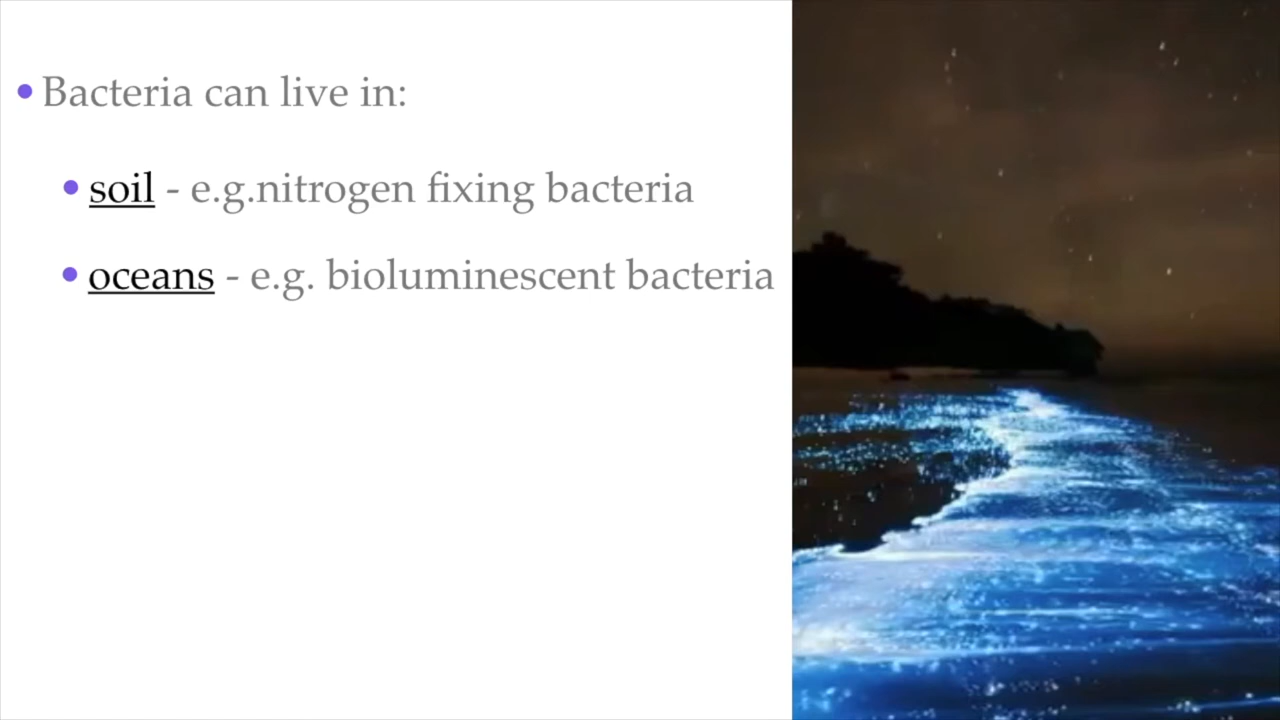 • Bacteria can live in:
• soil - e.g.nitrogen fixing bacteria
• oceans - e.g. bioluminescent bacteria